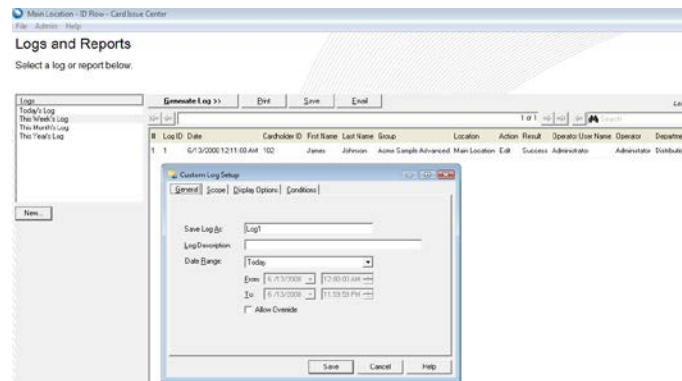 Main Location - ID Flow - Card Issue Center
File Admin Help
Logs and Reports
Select a log or report below.
Logs
Today's Log
This Week's Log
This Month's Log
This Year's Log
New...
Generate Log >> Print Save Email
1 of 1 Search
# Log ID Date Cardholder ID First Name Last Name Group Location Action Result Operator User Name Operator Departme
1 1 6/13/2008 12:11:00 AM 102 James Johnson Acme Sample Advanced Main Location Edit Success Administrator Administrator Distribute
Custom Log Setup
General Scope Display Options Conditions
Save Log As: Log1
Log Description:
Date Range: Today
From: 6/13/2008 12:00:00 AM
To: 6/13/2008 11:59:59 PM
Allow Override
Save Cancel Help